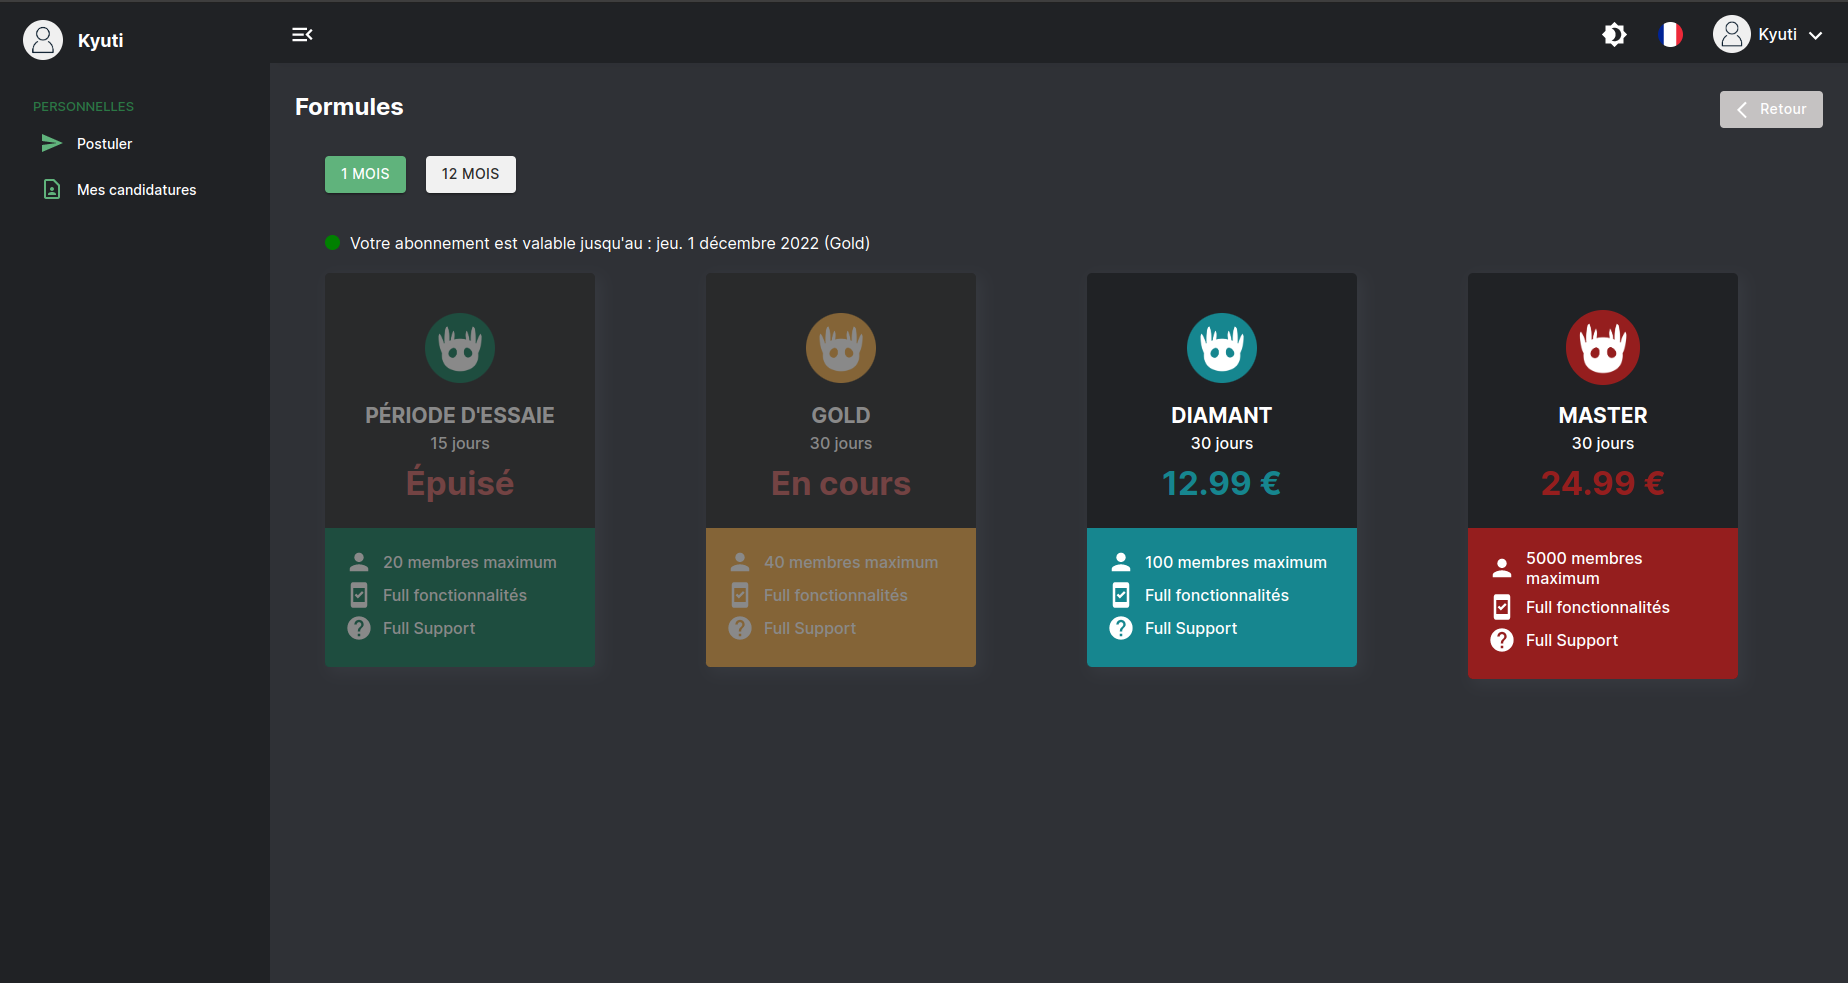 Kyuti
Kyuti
PERSONNELLES
Postuler
Mes candidatures
Formules
Retour
1 MOIS
12 MOIS
Votre abonnement est valable jusqu'au : jeu. 1 décembre 2022 (Gold)
PÉRIODE D'ESSAIE
15 jours
Épuisé
20 membres maximum
Full fonctionnalités
Full Support
GOLD
30 jours
En cours
40 membres maximum
Full fonctionnalités
Full Support
DIAMANT
30 jours
12.99 €
100 membres maximum
Full fonctionnalités
Full Support
MASTER
30 jours
24.99 €
5000 membres
maximum
Full fonctionnalités
Full Support